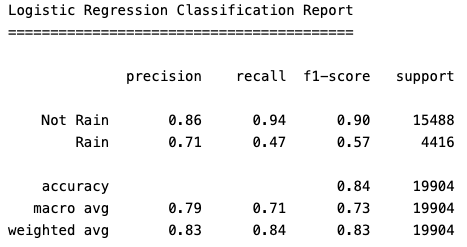 Logistic Regression Classification Report
=========================================
precision recall f1-score support
Not Rain 0.86 0.94 0.90 15488
Rain 0.71 0.47 0.57 4416
accuracy 0.84 19904
macro avg 0.79 0.71 0.73 19904
weighted avg 0.83 0.84 0.83 19904